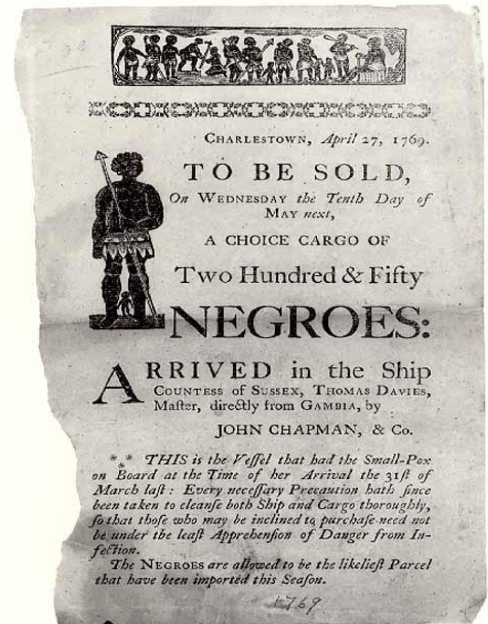 CHARLESTOWN, April 27, 1769.
TO BE SOLD,
On WEDNESDAY the Tenth Day of
MAY next,
A CHOICE CARGO OF
Two Hundred & Fifty
NEGROES:
ARRIVED in the Ship
COUNTESS OF SUSSEX, THOMAS DAVIES,
Maſter, directly from GAMBIA, by
JOHN CHAPMAN, & Co.
*⁎* THIS is the Veſſel that had the Small-Pox
on Board at the Time of her Arrival the 31ſt of
March laſt: Every neceſſary Precaution hath ſince
been taken to cleanſe both Ship and Cargo thoroughly,
ſo that thoſe who may be inclined to purchaſe need not
be under the leaſt Apprehenſion of Danger from In-
fection.
The NEGROES are allowed to be the likelieſt Parcel
that have been imported this Seaſon.
1769